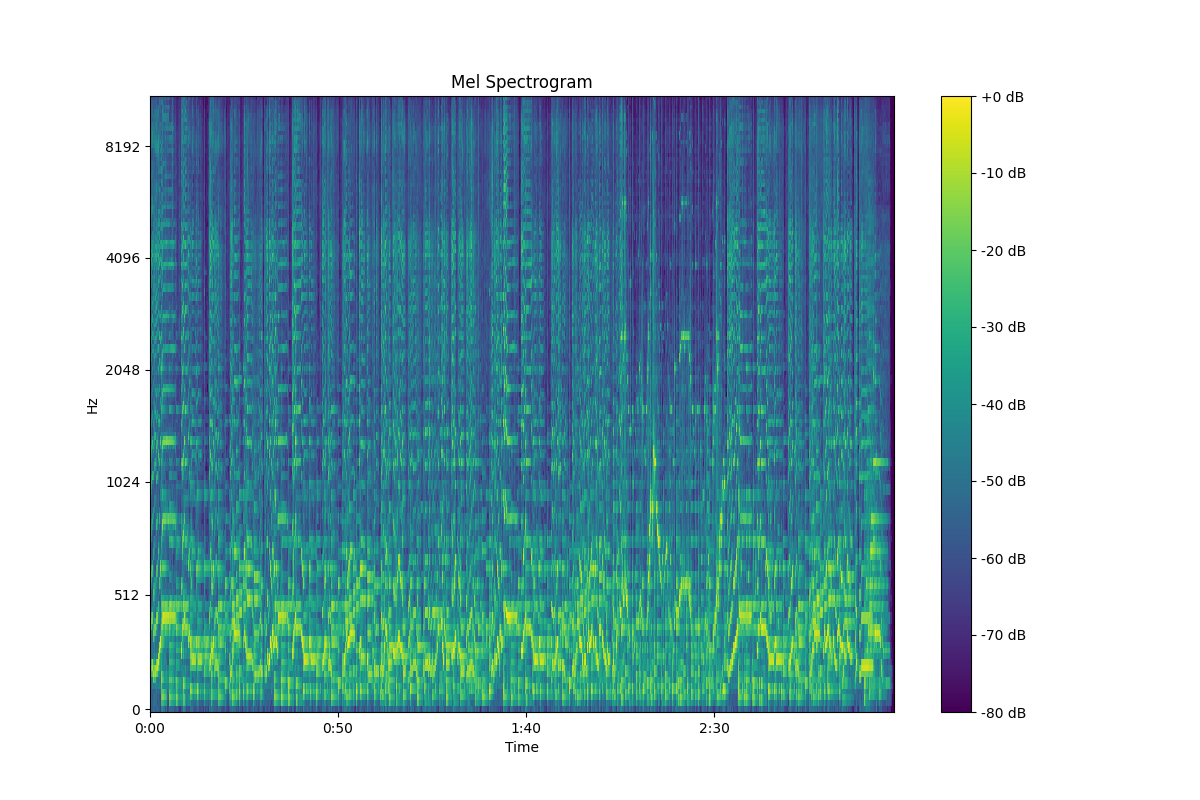 Mel Spectrogram
+0 dB
8192
-10 dB
-20 dB
4096
-30 dB
2048
-40 dB
Hz
1024
-50 dB
-60 dB
512
-70 dB
0
-80 dB
0:00
0:50
1:40
2:30
Time